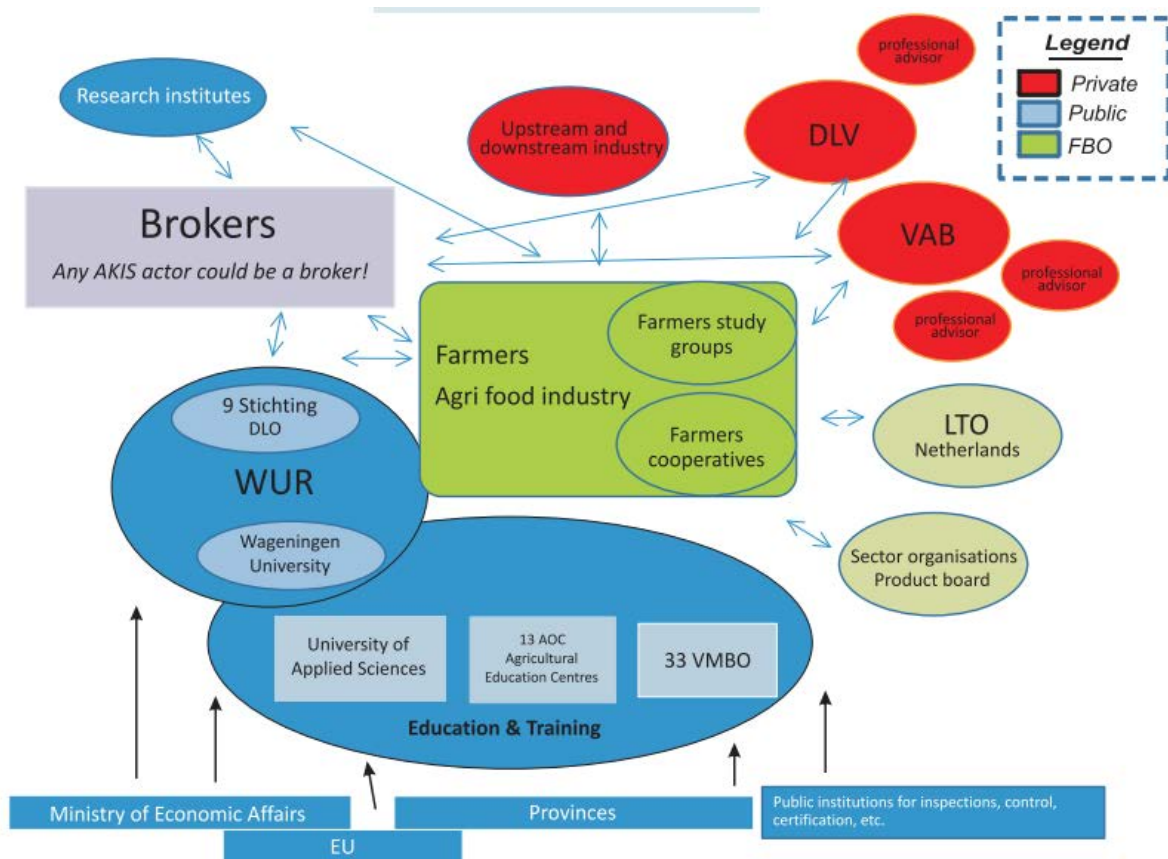 Legend
Private
Public
FBO
professional
advisor
DLV
Research institutes
Upstream and
downstream industry
Brokers
Any AKIS actor could be a broker!
VAB
professional
advisor
professional
advisor
Farmers
Agri food industry
Farmers study
groups
Farmers
cooperatives
LTO
Netherlands
Sector organisations
Product board
9 Stichting
DLO
WUR
Wageningen
University
University of
Applied Sciences
13 AOC
Agricultural
Education Centres
33 VMBO
Education & Training
Ministry of Economic Affairs
EU
Provinces
Public institutions for inspections, control,
certification, etc.